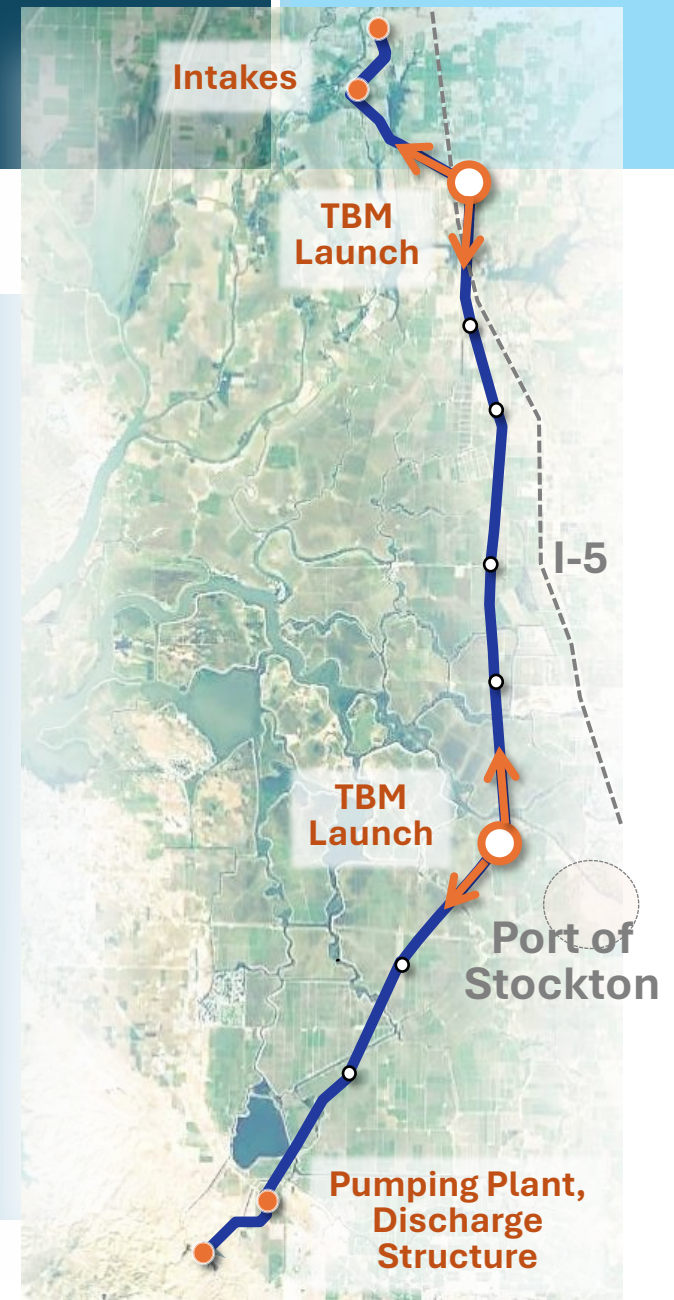 Intakes
TBM
Launch
I-5
TBM
Launch
Port of
Stockton
Pumping Plant,
Discharge
Structure